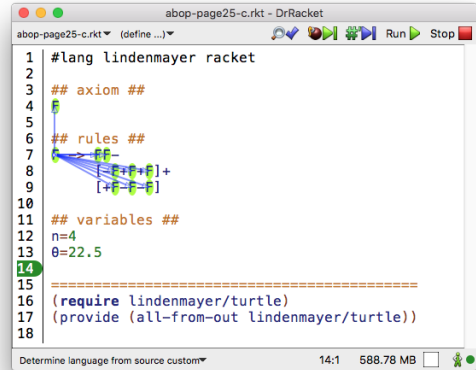 abop-page25-c.rkt - DrRacket
abop-page25-c.rkt▾ (define ...)▾ Run Stop
1 #lang lindenmayer racket
2
3 ## axiom ##
4 F
5
6 ## rules ##
7 F -> FF-
8 [-F+F+F]+
9 [+F-F-F]
10
11 ## variables ##
12 n=4
13 θ=22.5
14
15 ============================================
16 (require lindenmayer/turtle)
17 (provide (all-from-out lindenmayer/turtle))
18
Determine language from source custom▾ 14:1 588.78 MB